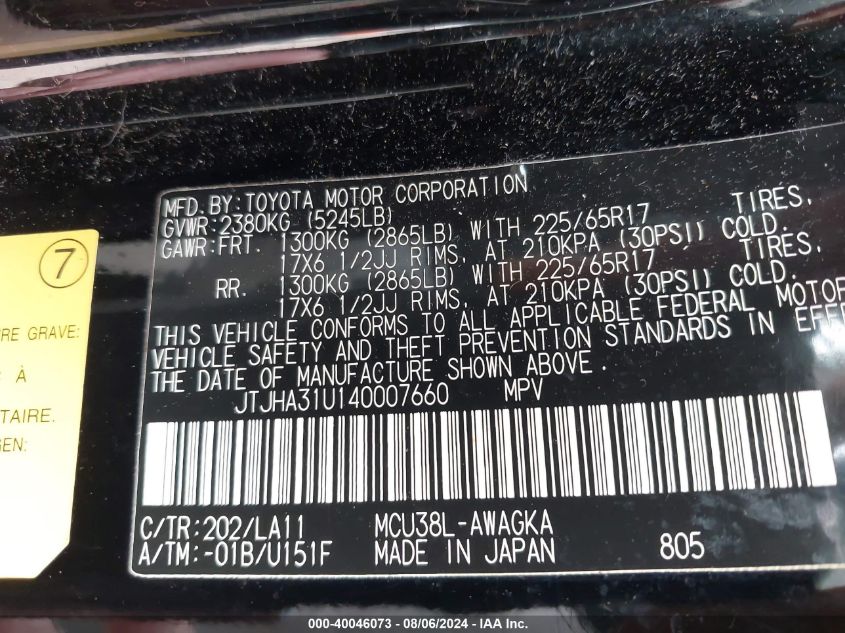 MFD. BY: TOYOTA MOTOR CORPORATION
GVWR: 2380KG (5245LB)
GAWR: FRT. 1300KG (2865LB) WITH 225/65R17 TIRES,
17X6 1/2JJ RIMS, AT 210KPA (30PSI) COLD.
RR. 1300KG (2865LB) WITH 225/65R17 TIRES,
17X6 1/2JJ RIMS, AT 210KPA (30PSI) COLD.
THIS VEHICLE CONFORMS TO ALL APPLICABLE FEDERAL MOTOR
VEHICLE SAFETY AND THEFT PREVENTION STANDARDS IN EFFE
THE DATE OF MANUFACTURE SHOWN ABOVE.
JTJHA31U140007660 MPV
C/TR: 202/LA11 MCU38L-AWAGKA
A/TM: -01B/U151F MADE IN JAPAN 805
7
RE GRAVE:
À
TAIRE.
GEN:
000-40046073 - 08/06/2024 - IAA Inc.